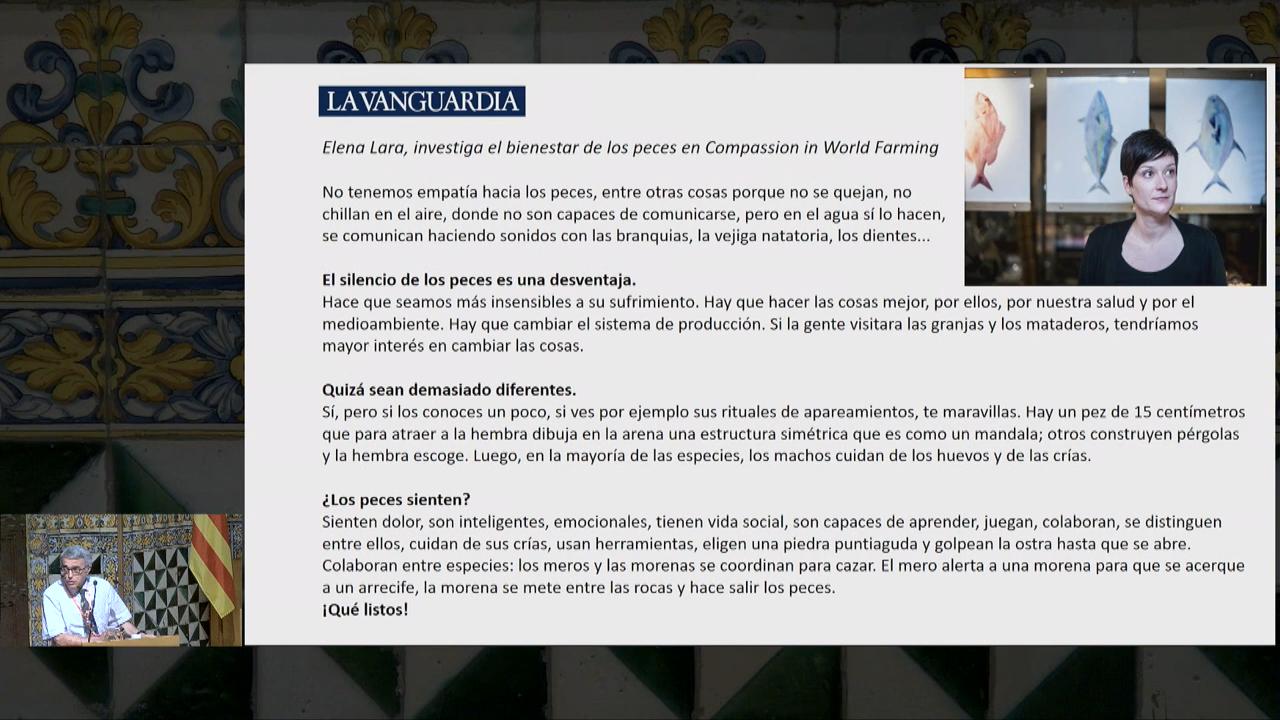 LA VANGUARDIA
Elena Lara, investiga el bienestar de los peces en Compassion in World Farming
No tenemos empatía hacia los peces, entre otras cosas porque no se quejan, no
chillan en el aire, donde no son capaces de comunicarse, pero en el agua sí lo hacen,
se comunican haciendo sonidos con las branquias, la vejiga natatoria, los dientes...
El silencio de los peces es una desventaja.
Hace que seamos más insensibles a su sufrimiento. Hay que hacer las cosas mejor, por ellos, por nuestra salud y por el
medioambiente. Hay que cambiar el sistema de producción. Si la gente visitara las granjas y los mataderos, tendríamos
mayor interés en cambiar las cosas.
Quizá sean demasiado diferentes.
Sí, pero si los conoces un poco, si ves por ejemplo sus rituales de apareamientos, te maravillas. Hay un pez de 15 centímetros
que para atraer a la hembra dibuja en la arena una estructura simétrica que es como un mandala; otros construyen pérgolas
y la hembra escoge. Luego, en la mayoría de las especies, los machos cuidan de los huevos y de las crías.
¿Los peces sienten?
Sienten dolor, son inteligentes, emocionales, tienen vida social, son capaces de aprender, juegan, colaboran, se distinguen
entre ellos, cuidan de sus crías, usan herramientas, eligen una piedra puntiaguda y golpean la ostra hasta que se abre.
Colaboran entre especies: los meros y las morenas se coordinan para cazar. El mero alerta a una morena para que se acerque
a un arrecife, la morena se mete entre las rocas y hace salir los peces.
¡Qué listos!